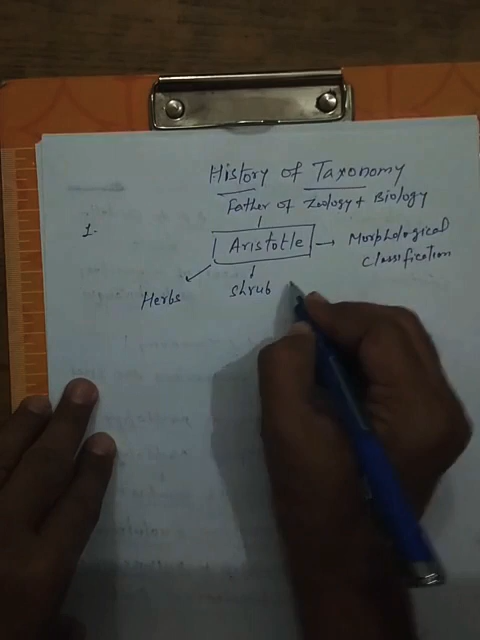 History of Taxonomy
Father of Zoology + Biology
1.
Aristotle → Morphological
classification
Herbs
Shrub